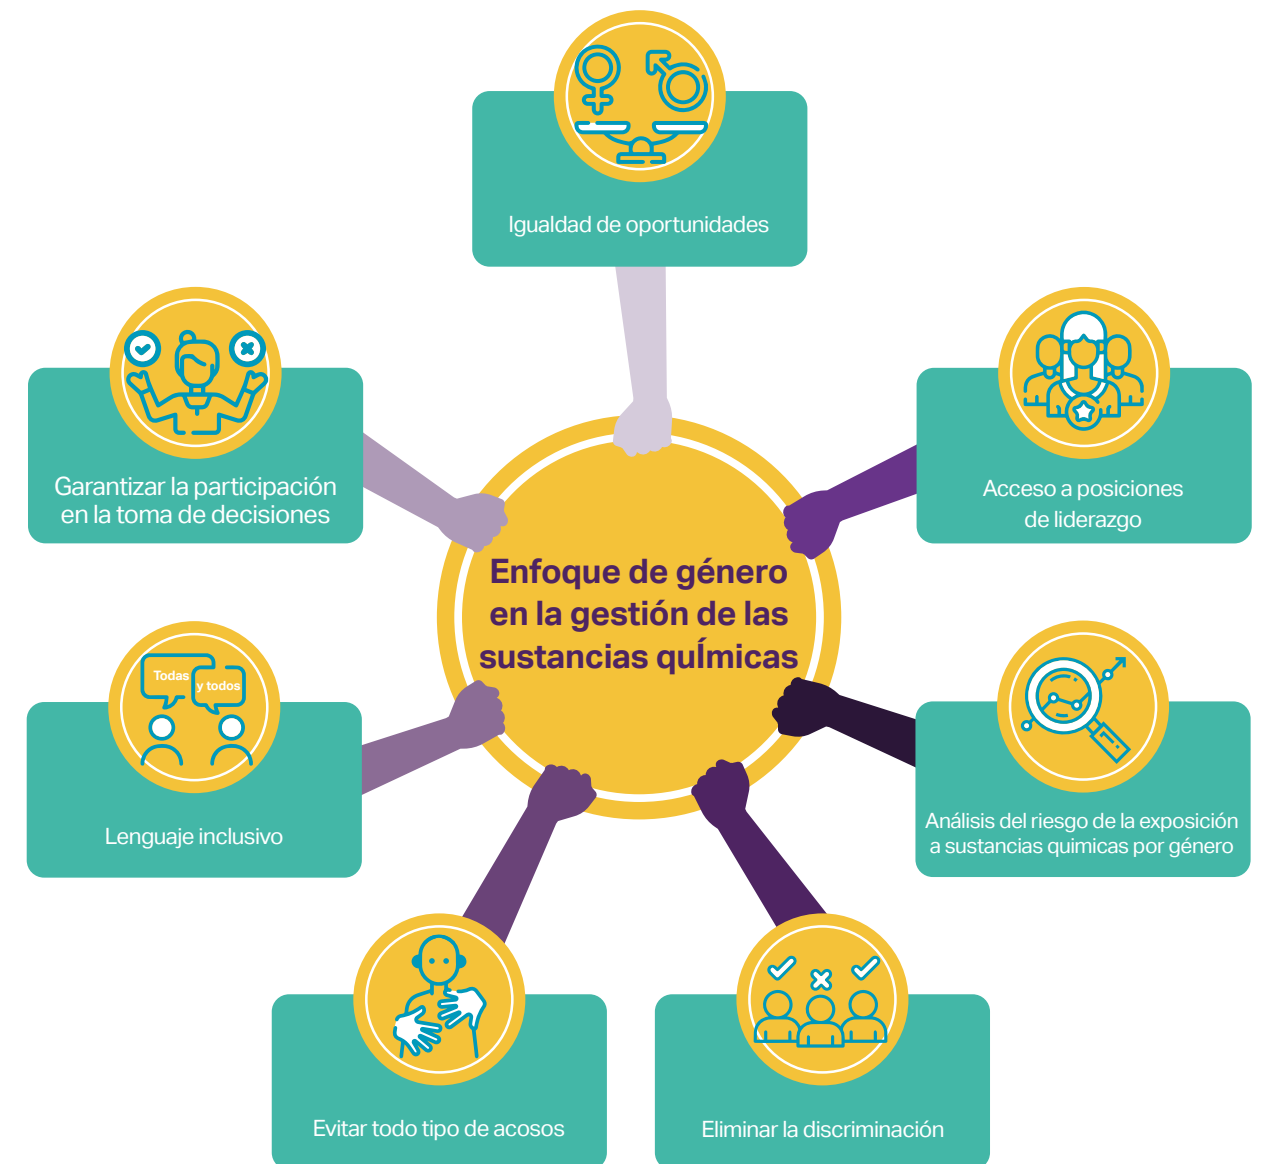 Igualdad de oportunidades
Garantizar la participación
en la toma de decisiones
Acceso a posiciones
de liderazgo
Enfoque de género
en la gestión de las
sustancias quÍmicas
Todas
y todos
Lenguaje inclusivo
Análisis del riesgo de la exposición
a sustancias quimicas por género
Evitar todo tipo de acosos
Eliminar la discriminación